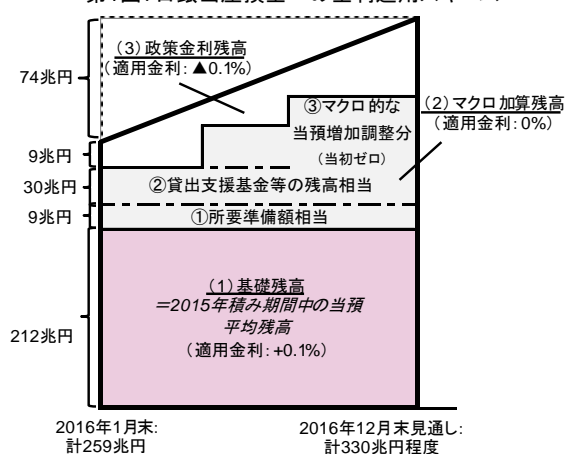 (3)政策金利残高
(適用金利:▲0.1%)
74兆円
③マクロ的な
当預増加調整分
(当初ゼロ)
(2)マクロ加算残高
(適用金利:0%)
9兆円
30兆円
②貸出支援基金等の残高相当
9兆円
①所要準備額相当
(1)基礎残高
=2015年積み期間中の当預
平均残高
(適用金利:+0.1%)
212兆円
2016年1月末:
計259兆円
2016年12月末見通し:
計330兆円程度